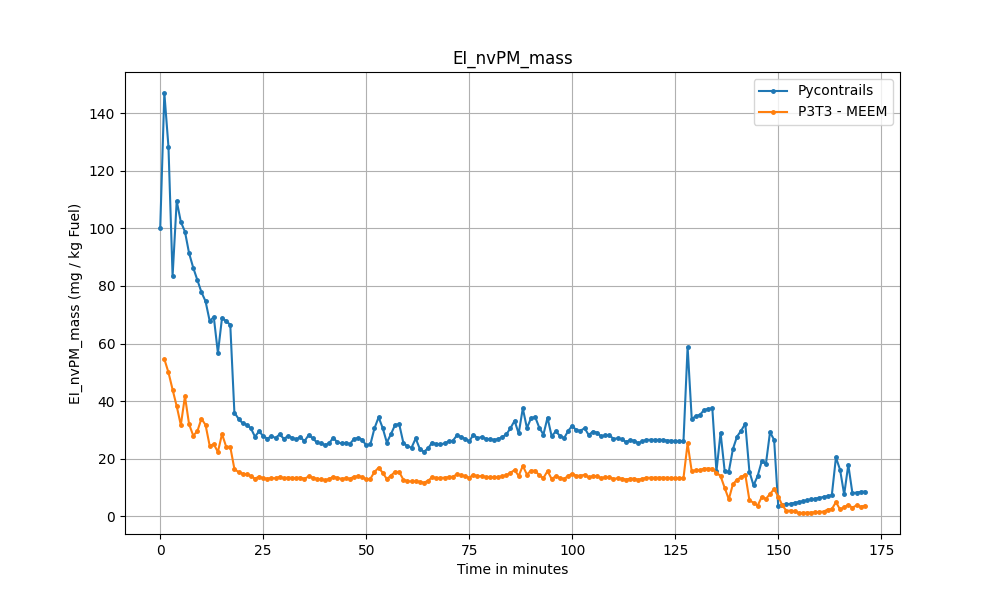 EI_nvPM_mass
Pycontrails
P3T3 - MEEM
EI_nvPM_mass (mg / kg Fuel)
140
120
100
80
60
40
20
0
0 25 50 75 100 125 150 175
Time in minutes